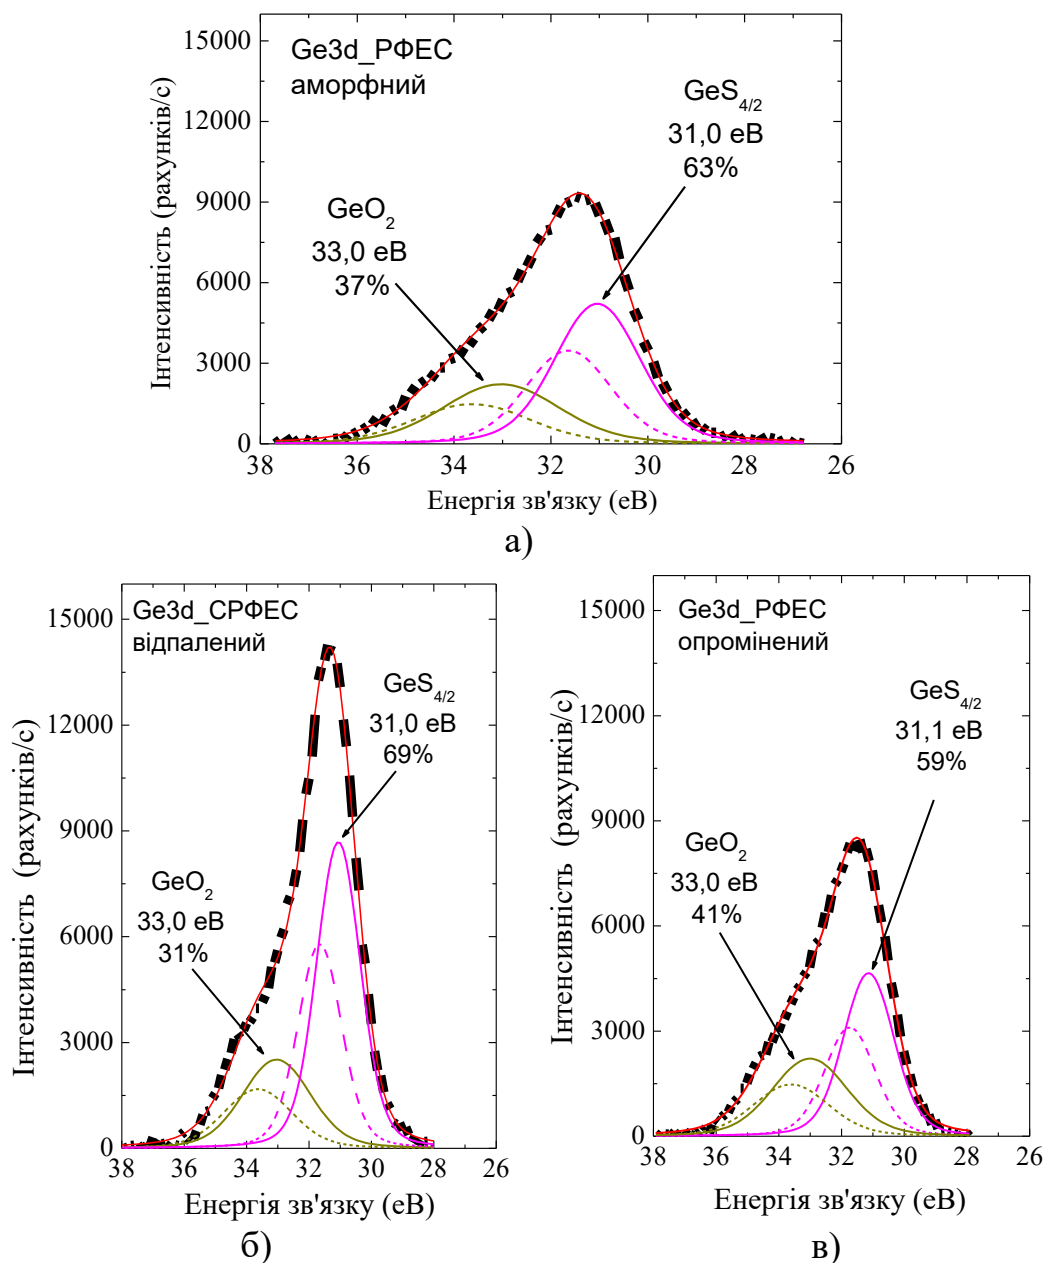 Ge3d_РФЕС
аморфний
GeS4/2
31,0 еВ
63%
GeO2
33,0 еВ
37%
15000
12000
9000
6000
3000
0
38 36 34 32 30 28 26
Інтенсивність (рахунків/с)
Енергія зв'язку (еВ)
а)
Ge3d_СРФЕС
відпалений
GeS4/2
31,0 еВ
69%
GeO2
33,0 еВ
31%
15000
12000
9000
6000
3000
0
38 36 34 32 30 28 26
Інтенсивність (рахунків/с)
Енергія зв'язку (еВ)
б)
Ge3d_РФЕС
опромінений
GeS4/2
31,1 еВ
59%
GeO2
33,0 еВ
41%
15000
12000
9000
6000
3000
0
38 36 34 32 30 28 26
Інтенсивність (рахунків/с)
Енергія зв'язку (еВ)
в)